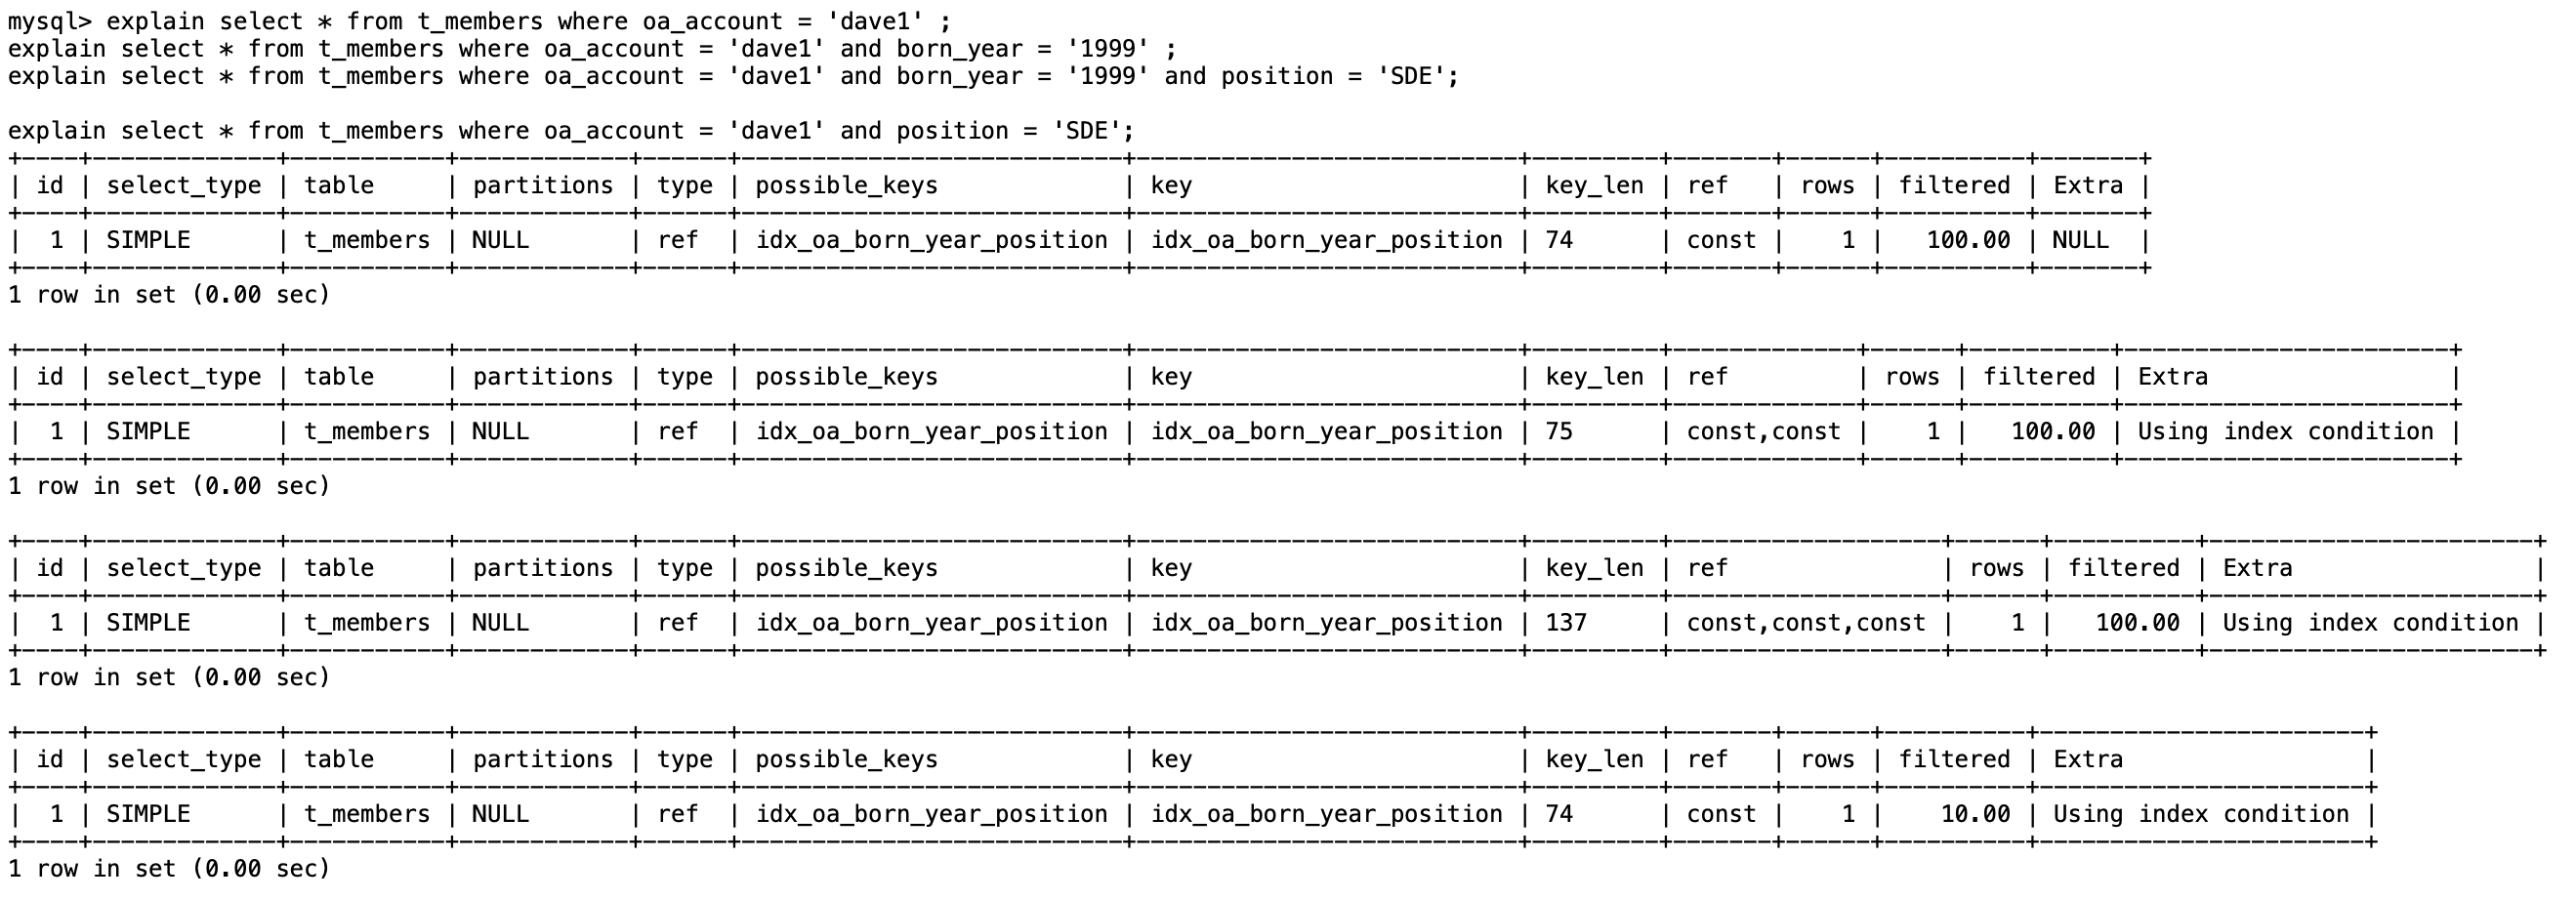 mysql> explain select * from t_members where oa_account = 'dave1' ;
explain select * from t_members where oa_account = 'dave1' and born_year = '1999' ;
explain select * from t_members where oa_account = 'dave1' and born_year = '1999' and position = 'SDE';

explain select * from t_members where oa_account = 'dave1' and position = 'SDE';
+----+-------------+-----------+------------+------+---------------------------+---------------------------+---------+-------+------+----------+-------+
| id | select_type | table     | partitions | type | possible_keys             | key                       | key_len | ref   | rows | filtered | Extra |
+----+-------------+-----------+------------+------+---------------------------+---------------------------+---------+-------+------+----------+-------+
|  1 | SIMPLE      | t_members | NULL       | ref  | idx_oa_born_year_position | idx_oa_born_year_position | 74      | const |    1 |   100.00 | NULL  |
+----+-------------+-----------+------------+------+---------------------------+---------------------------+---------+-------+------+----------+-------+
1 row in set (0.00 sec)

+----+-------------+-----------+------------+------+---------------------------+---------------------------+---------+-------------+------+----------+-----------------------+
| id | select_type | table     | partitions | type | possible_keys             | key                       | key_len | ref         | rows | filtered | Extra                 |
+----+-------------+-----------+------------+------+---------------------------+---------------------------+---------+-------------+------+----------+-----------------------+
|  1 | SIMPLE      | t_members | NULL       | ref  | idx_oa_born_year_position | idx_oa_born_year_position | 75      | const,const |    1 |   100.00 | Using index condition |
+----+-------------+-----------+------------+------+---------------------------+---------------------------+---------+-------------+------+----------+-----------------------+
1 row in set (0.00 sec)

+----+-------------+-----------+------------+------+---------------------------+---------------------------+---------+-------------------+------+----------+-----------------------+
| id | select_type | table     | partitions | type | possible_keys             | key                       | key_len | ref               | rows | filtered | Extra                 |
+----+-------------+-----------+------------+------+---------------------------+---------------------------+---------+-------------------+------+----------+-----------------------+
|  1 | SIMPLE      | t_members | NULL       | ref  | idx_oa_born_year_position | idx_oa_born_year_position | 137     | const,const,const |    1 |   100.00 | Using index condition |
+----+-------------+-----------+------------+------+---------------------------+---------------------------+---------+-------------------+------+----------+-----------------------+
1 row in set (0.00 sec)

+----+-------------+-----------+------------+------+---------------------------+---------------------------+---------+-------+------+----------+-----------------------+
| id | select_type | table     | partitions | type | possible_keys             | key                       | key_len | ref   | rows | filtered | Extra                 |
+----+-------------+-----------+------------+------+---------------------------+---------------------------+---------+-------+------+----------+-----------------------+
|  1 | SIMPLE      | t_members | NULL       | ref  | idx_oa_born_year_position | idx_oa_born_year_position | 74      | const |    1 |    10.00 | Using index condition |
+----+-------------+-----------+------------+------+---------------------------+---------------------------+---------+-------+------+----------+-----------------------+
1 row in set (0.00 sec)